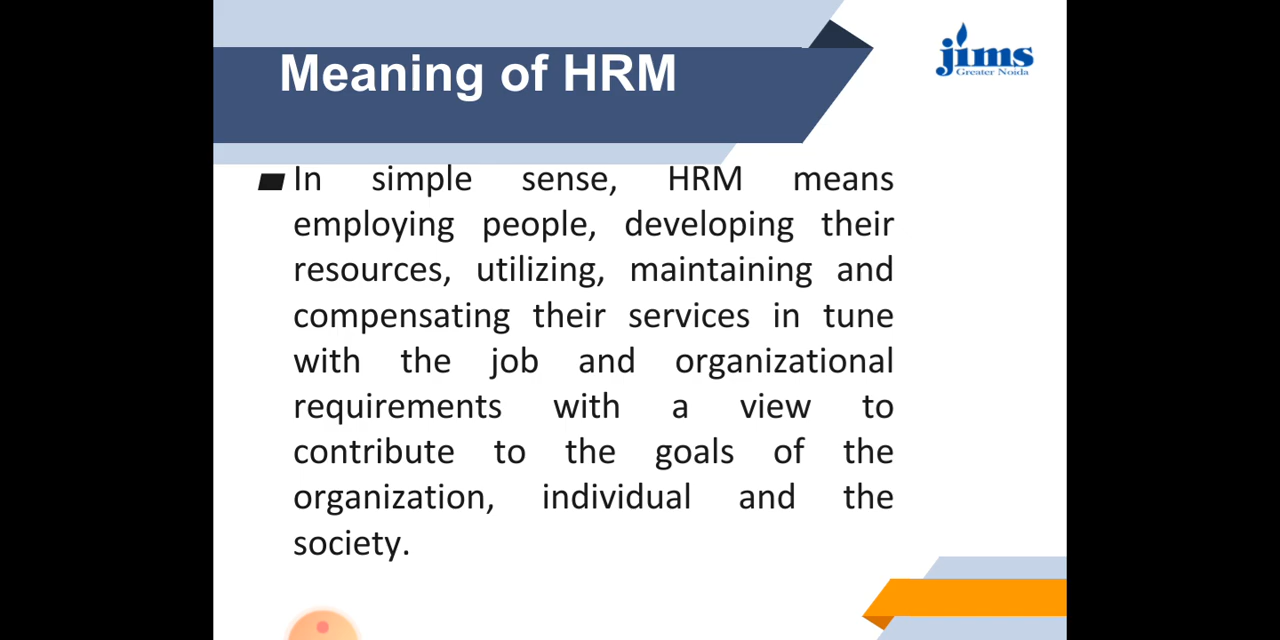 Meaning of HRM
jims
Greater Noida
In simple sense, HRM means
employing people, developing their
resources, utilizing, maintaining and
compensating their services in tune
with the job and organizational
requirements with a view to
contribute to the goals of the
organization, individual and the
society.